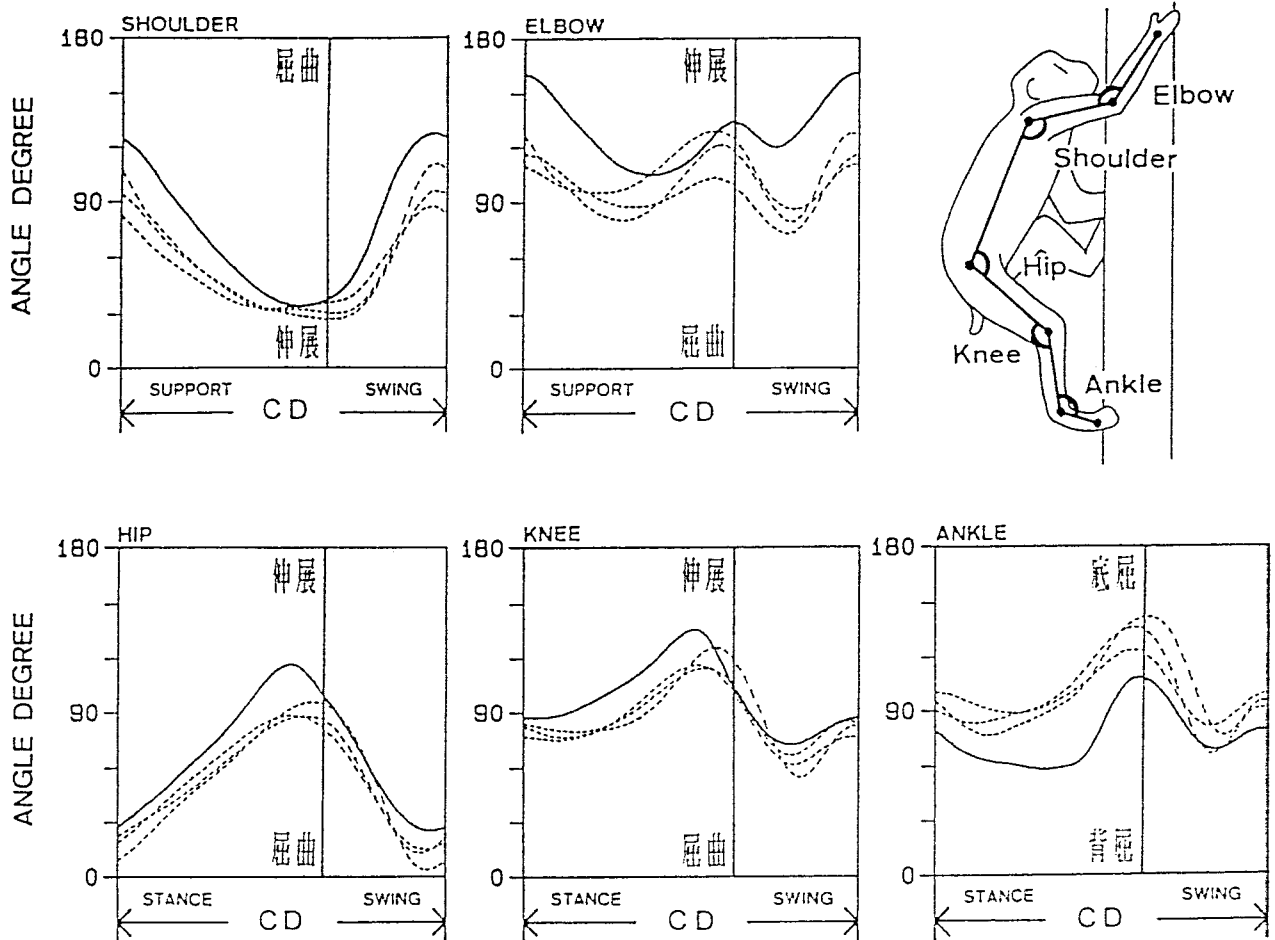 SHOULDER
180
屈曲
90
伸展
0
SUPPORT
SWING
CD
ANGLE DEGREE
ELBOW
180
伸展
90
屈曲
0
SUPPORT
SWING
CD
Elbow
Shoulder
Hip
Knee
Ankle
HIP
180
伸展
90
屈曲
0
STANCE
SWING
CD
ANGLE DEGREE
KNEE
180
伸展
90
屈曲
0
STANCE
SWING
CD
ANKLE
180
底屈
90
背屈
0
STANCE
SWING
CD